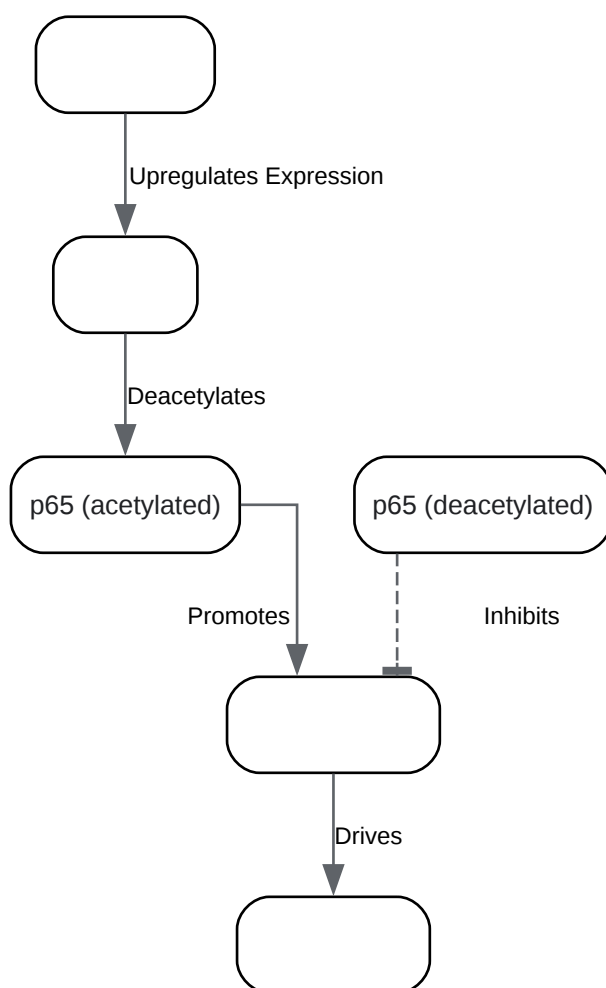 Upregulates Expression
Deacetylates
p65 (acetylated)
p65 (deacetylated)
Promotes
Inhibits
Drives